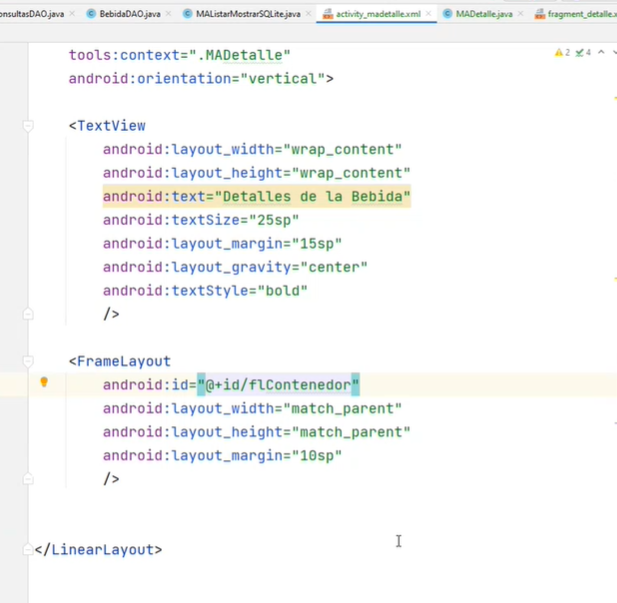 onsultasDAO.java BebidaDAO.java MAListarMostrarSQLite.java activity_madetalle.xml MADetalle.java fragment_detalle.x
tools:context=".MADetalle" 2 4
android:orientation="vertical">
<TextView
android:layout_width="wrap_content"
android:layout_height="wrap_content"
android:text="Detalles de la Bebida"
android:textSize="25sp"
android:layout_margin="15sp"
android:layout_gravity="center"
android:textStyle="bold"
/>
<FrameLayout
android:id="@+id/flContenedor"
android:layout_width="match_parent"
android:layout_height="match_parent"
android:layout_margin="10sp"
/>
</LinearLayout>